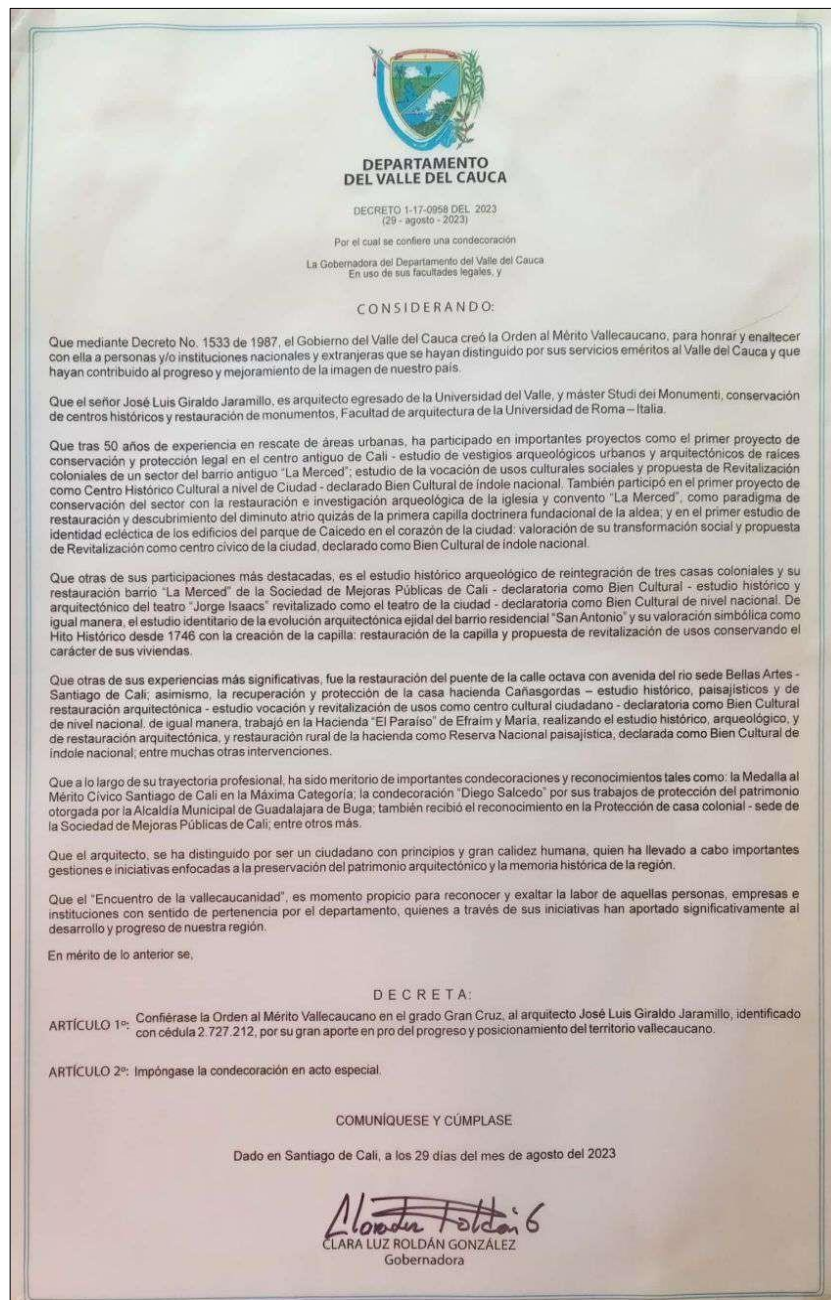 DEPARTAMENTO
DEL VALLE DEL CAUCA
DECRETO 1-17-0958 DEL 2023
(29 - agosto - 2023)
Por el cual se confiere una condecoración
La Gobernadora del Departamento del Valle del Cauca
En uso de sus facultades legales, y
CONSIDERANDO:
Que mediante Decreto No. 1533 de 1987, el Gobierno del Valle del Cauca creó la Orden al Mérito Vallecaucano, para honrar y enaltecer
con ella a personas y/o instituciones nacionales y extranjeras que se hayan distinguido por sus servicios eméritos al Valle del Cauca y que
hayan contribuido al progreso y mejoramiento de la imagen de nuestro país.
Que el señor José Luis Giraldo Jaramillo, es arquitecto egresado de la Universidad del Valle, y máster Studi dei Monumenti, conservación
de centros históricos y restauración de monumentos, Facultad de arquitectura de la Universidad de Roma – Italia.
Que tras 50 años de experiencia en rescate de áreas urbanas, ha participado en importantes proyectos como el primer proyecto de
conservación y protección legal en el centro antiguo de Cali - estudio de vestigios arqueológicos urbanos y arquitectónicos de raíces
coloniales de un sector del barrio antiguo "La Merced"; estudio de la vocación de usos culturales sociales y propuesta de Revitalización
como Centro Histórico Cultural a nivel de Ciudad - declarado Bien Cultural de índole nacional. También participó en el primer proyecto de
conservación del sector con la restauración e investigación arqueológica de la iglesia y convento "La Merced", como paradigma de
restauración y descubrimiento del diminuto atrio quizás de la primera capilla doctrinera fundacional de la aldea; y en el primer estudio de
identidad ecléctica de los edificios del parque de Caicedo en el corazón de la ciudad: valoración de su transformación social y propuesta
de Revitalización como centro cívico de la ciudad, declarado como Bien Cultural de índole nacional.
Que otras de sus participaciones más destacadas, es el estudio histórico arqueológico de reintegración de tres casas coloniales y su
restauración barrio "La Merced" de la Sociedad de Mejoras Públicas de Cali - declaratoria como Bien Cultural - estudio histórico y
arquitectónico del teatro "Jorge Isaacs" revitalizado como el teatro de la ciudad - declaratoria como Bien Cultural de nivel nacional. De
igual manera, el estudio identitario de la evolución arquitectónica ejidal del barrio residencial "San Antonio" y su valoración simbólica como
Hito Histórico desde 1746 con la creación de la capilla: restauración de la capilla y propuesta de revitalización de usos conservando el
carácter de sus viviendas.
Que otras de sus experiencias más significativas, fue la restauración del puente de la calle octava con avenida del rio sede Bellas Artes -
Santiago de Cali; asimismo, la recuperación y protección de la casa hacienda Cañasgordas – estudio histórico, paisajísticos y de
restauración arquitectónica - estudio vocación y revitalización de usos como centro cultural ciudadano - declaratoria como Bien Cultural
de nivel nacional. de igual manera, trabajó en la Hacienda "El Paraíso" de Efraim y María, realizando el estudio histórico, arqueológico, y
de restauración arquitectónica, y restauración rural de la hacienda como Reserva Nacional paisajística, declarada como Bien Cultural de
índole nacional; entre muchas otras intervenciones.
Que a lo largo de su trayectoria profesional, ha sido meritorio de importantes condecoraciones y reconocimientos tales como: la Medalla al
Mérito Cívico Santiago de Cali en la Máxima Categoría; la condecoración "Diego Salcedo" por sus trabajos de protección del patrimonio
otorgada por la Alcaldía Municipal de Guadalajara de Buga; también recibió el reconocimiento en la Protección de casa colonial - sede de
la Sociedad de Mejoras Públicas de Cali; entre otros más.
Que el arquitecto, se ha distinguido por ser un ciudadano con principios y gran calidez humana, quien ha llevado a cabo importantes
gestiones e iniciativas enfocadas a la preservación del patrimonio arquitectónico y la memoria histórica de la región.
Que el "Encuentro de la vallecaucanidad", es momento propicio para reconocer y exaltar la labor de aquellas personas, empresas e
instituciones con sentido de pertenencia por el departamento, quienes a través de sus iniciativas han aportado significativamente al
desarrollo y progreso de nuestra región.
En mérito de lo anterior se,
DECRETA:
ARTÍCULO 1º: Confiérase la Orden al Mérito Vallecaucano en el grado Gran Cruz, al arquitecto José Luis Giraldo Jaramillo, identificado
con cédula 2.727.212, por su gran aporte en pro del progreso y posicionamiento del territorio vallecaucano.
ARTÍCULO 2º: Impóngase la condecoración en acto especial.
COMUNÍQUESE Y CÚMPLASE
Dado en Santiago de Cali, a los 29 días del mes de agosto del 2023
CLARA LUZ ROLDÁN GONZÁLEZ
Gobernadora